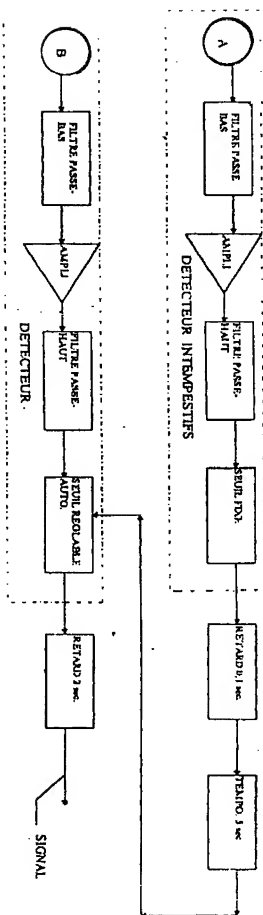 A
FILTRE PASSE
BAS
AMPLI
FILTRE PASSE-
HAUT
SEUIL FIXE
RETARD 0,1 sec.
TEMPO. 5 sec
DETECTEUR INTEMPESTIFS
B
FILTRE PASSE-
BAS
AMPLI
FILTRE PASSE-
HAUT
SEUIL REGLABLE
AUTO.
RETARD 2 sec.
SIGNAL
DETECTEUR